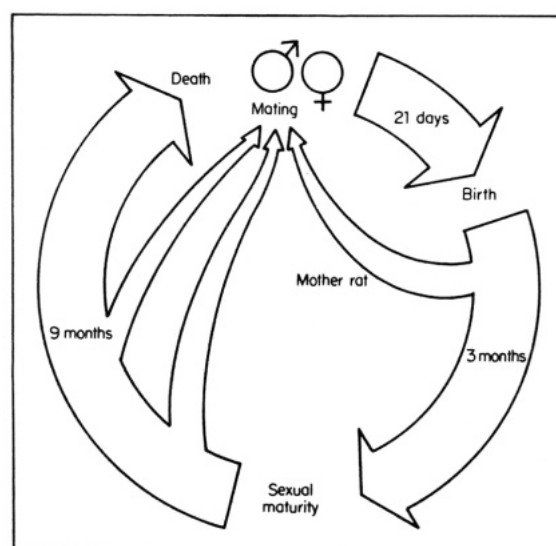 Death
Mating
21 days
Birth
Mother rat
9 months
3 months
Sexual
maturity